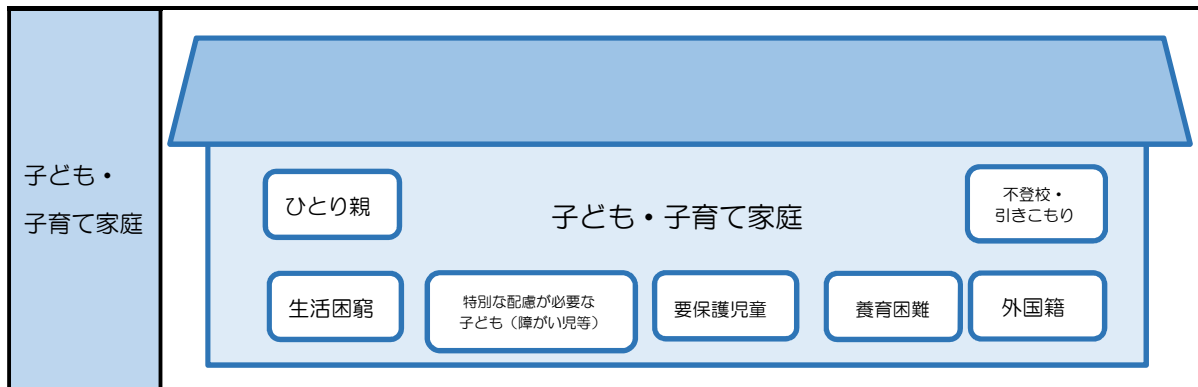 子ども・
子育て家庭
ひとり親
子ども・子育て家庭
不登校・
引きこもり
生活困窮
特別な配慮が必要な
子ども（障がい児等）
要保護児童
養育困難
外国籍